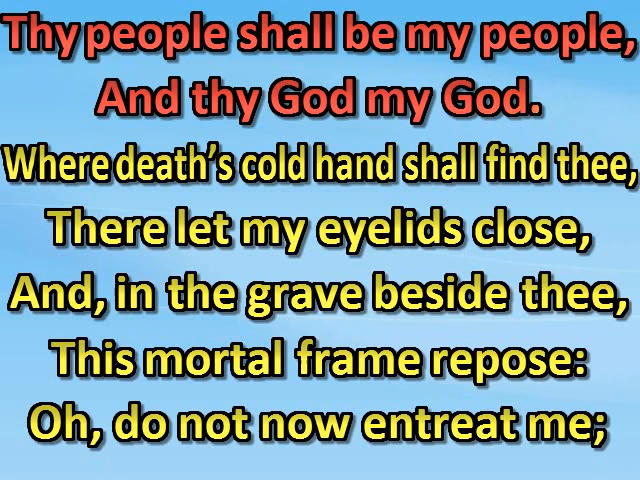 Thy people shall be my people,
And thy God my God.
Where death's cold hand shall find thee,
There let my eyelids close,
And, in the grave beside thee,
This mortal frame repose:
Oh, do not now entreat me;